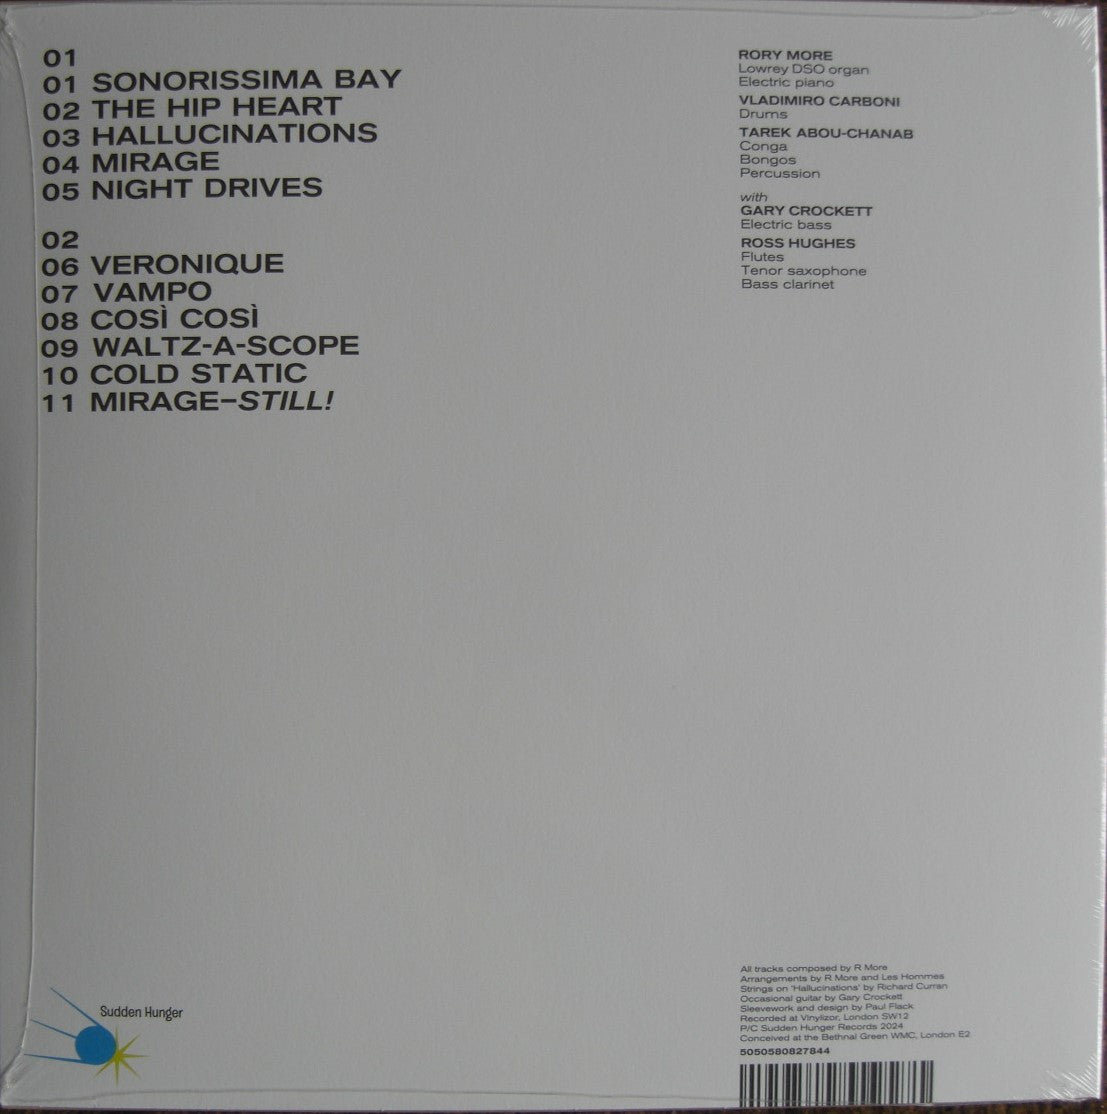 01
01 SONORISSIMA BAY
02 THE HIP HEART
03 HALLUCINATIONS
04 MIRAGE
05 NIGHT DRIVES
02
06 VERONIQUE
07 VAMPO
08 COSÌ COSÌ
09 WALTZ-A-SCOPE
10 COLD STATIC
11 MIRAGE–STILL!
RORY MORE
Lowrey DSO organ
Electric piano
VLADIMIRO CARBONI
Drums
TAREK ABOU-CHANAB
Conga
Bongos
Percussion
with
GARY CROCKETT
Electric bass
ROSS HUGHES
Flutes
Tenor saxophone
Bass clarinet
Sudden Hunger
All tracks composed by R More
Arrangements by R More and Les Hommes
Strings on 'Hallucinations' by Richard Curran
Occasional guitar by Gary Crockett
Sleevework and design by Paul Flack
Recorded at Vinylizor, London SW12
P/C Sudden Hunger Records 2024
Conceived at the Bethnal Green WMC, London E2
5050580827844